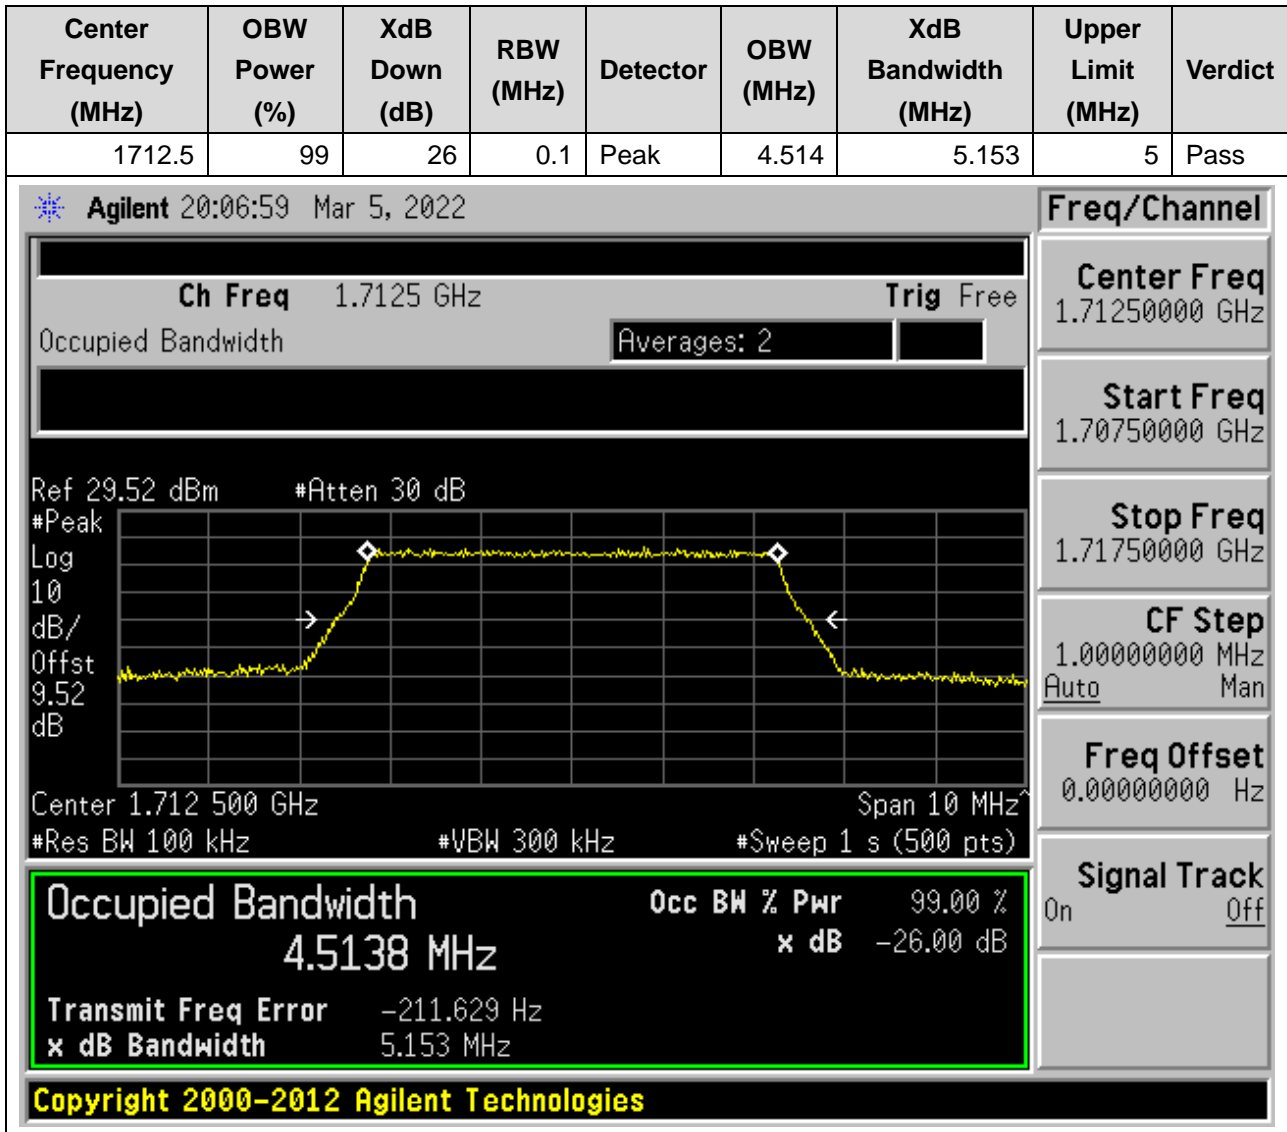 Center Frequency (MHz) OBW Power (%) XdB Down (dB) RBW (MHz) Detector OBW (MHz) XdB Bandwidth (MHz) Upper Limit (MHz) Verdict
1712.5 99 26 0.1 Peak 4.514 5.153 5 Pass
Agilent 20:06:59 Mar 5, 2022
Ch Freq 1.7125 GHz Trig Free
Occupied Bandwidth Averages: 2
Ref 29.52 dBm #Atten 30 dB
#Peak
Log
10
dB/
Offst
9.52
dB
Center 1.712 500 GHz Span 10 MHz^
#Res BW 100 kHz #VBW 300 kHz #Sweep 1 s (500 pts)
Occupied Bandwidth Occ BW % Pwr 99.00 %
4.5138 MHz x dB -26.00 dB
Transmit Freq Error -211.629 Hz
x dB Bandwidth 5.153 MHz
Copyright 2000-2012 Agilent Technologies
Freq/Channel
Center Freq
1.71250000 GHz
Start Freq
1.70750000 GHz
Stop Freq
1.71750000 GHz
CF Step
1.00000000 MHz
Auto Man
Freq Offset
0.00000000 Hz
Signal Track
On Off